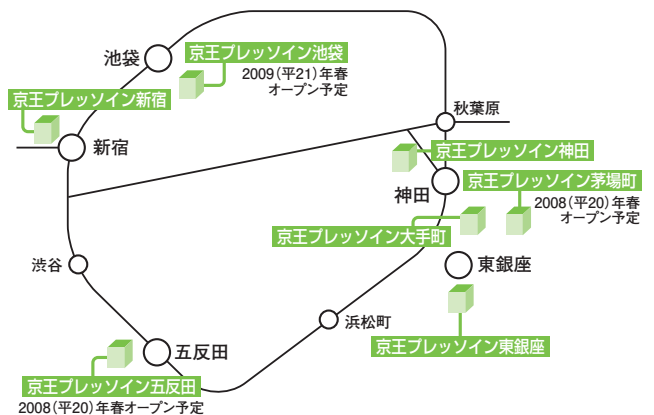 池袋
京王プレッソイン池袋
2009（平21）年春
オープン予定
京王プレッソイン新宿
新宿
秋葉原
京王プレッソイン神田
神田
京王プレッソイン茅場町
2008（平20）年春
オープン予定
京王プレッソイン大手町
渋谷
東銀座
浜松町
京王プレッソイン東銀座
五反田
京王プレッソイン五反田
2008（平20）年春オープン予定